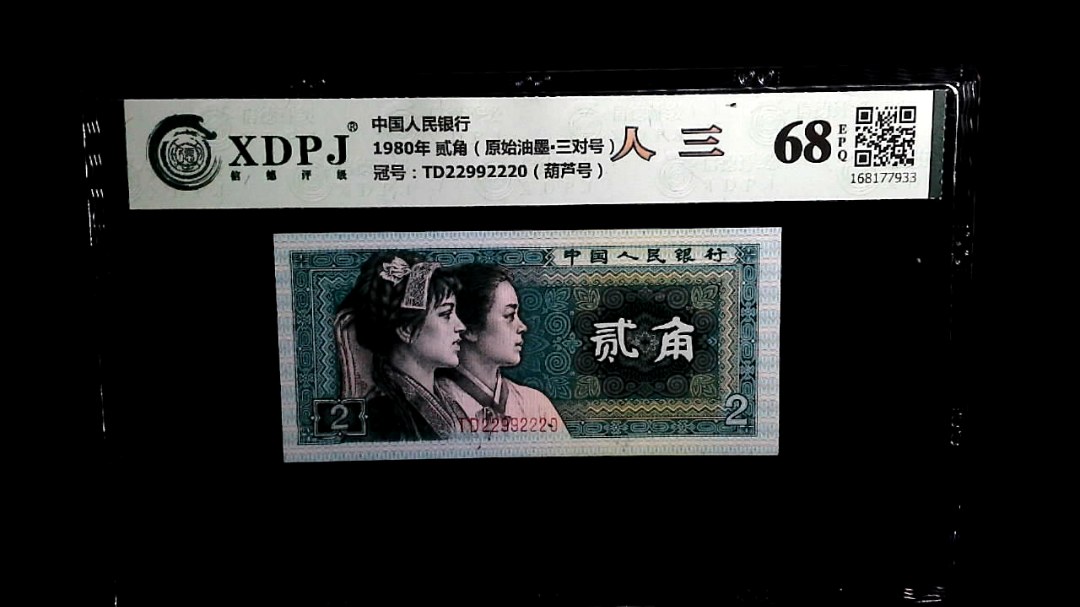 XDPJ®
信德评级
中国人民银行
1980年 贰角（原始油墨·三对号）
冠号：TD22992220（葫芦号）
人 三
68 EPQ
168177933
中国人民银行
贰角
2
2
TD22992220